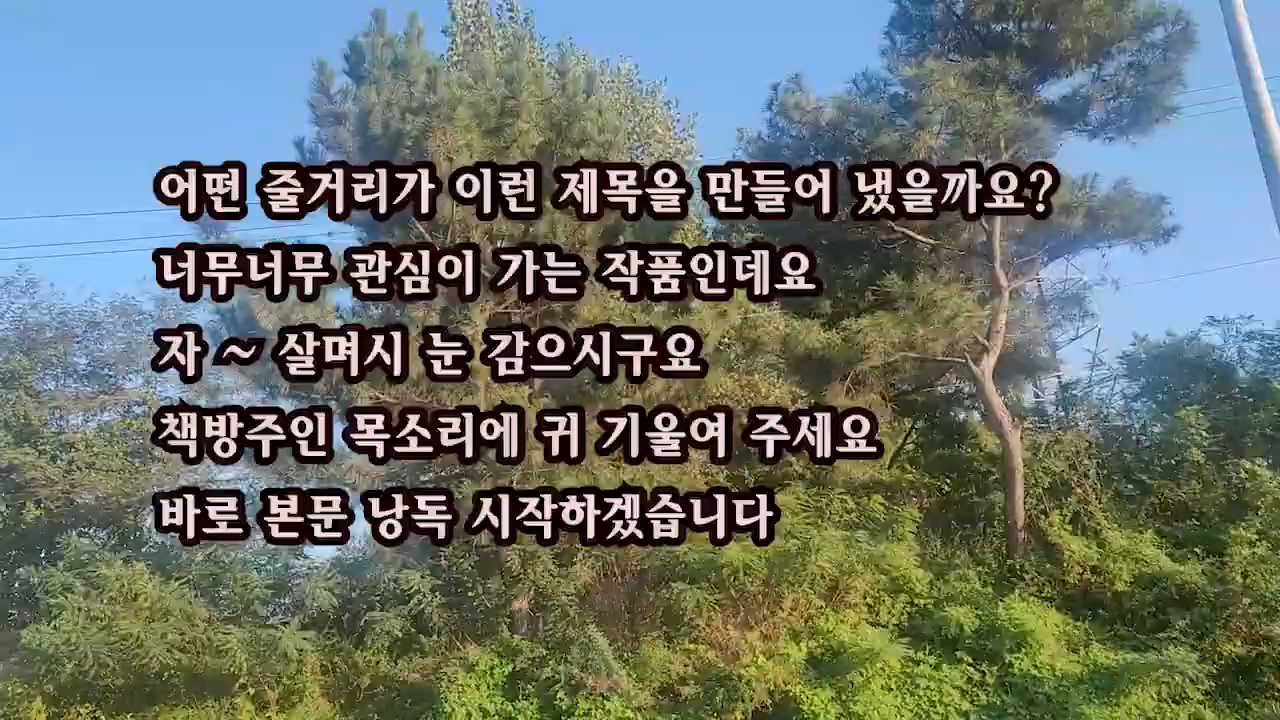 어떤 줄거리가 이런 제목을 만들어 냈을까요?
너무너무 관심이 가는 작품인데요
자 ~ 살며시 눈 감으시구요
책방주인 목소리에 귀 기울여 주세요
바로 본문 낭독 시작하겠습니다